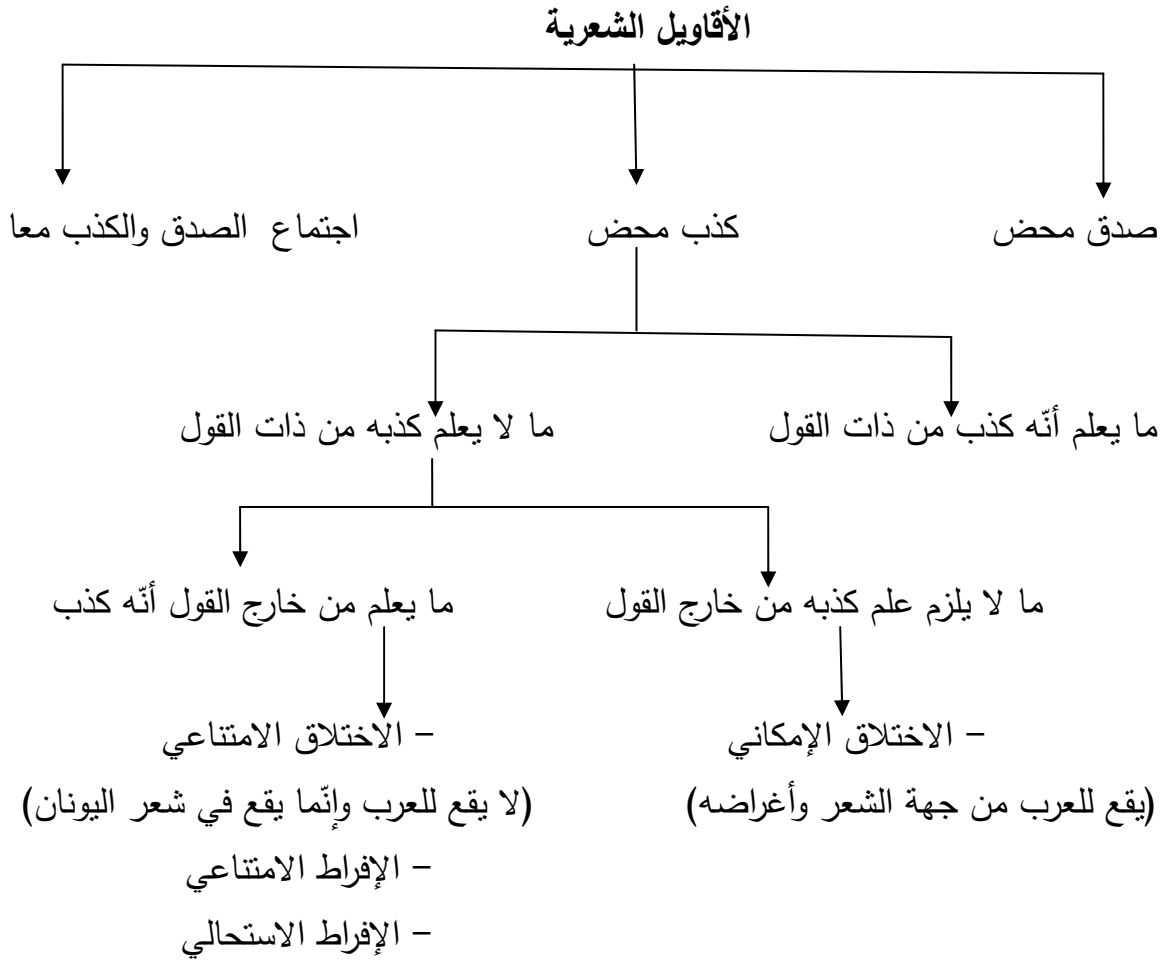 الأقاويل الشعرية
صدق محض
كذب محض
اجتماع الصدق والكذب معا
ما يعلم أنّه كذب من ذات القول
ما لا يعلم كذبه من ذات القول
ما لا يلزم علم كذبه من خارج القول
ما يعلم من خارج القول أنّه كذب
– الاختلاق الإمكاني
(يقع للعرب من جهة الشعر وأغراضه)
– الاختلاق الامتناعي
(لا يقع للعرب وإنّما يقع في شعر اليونان)
– الإفراط الامتناعي
– الإفراط الاستحالي